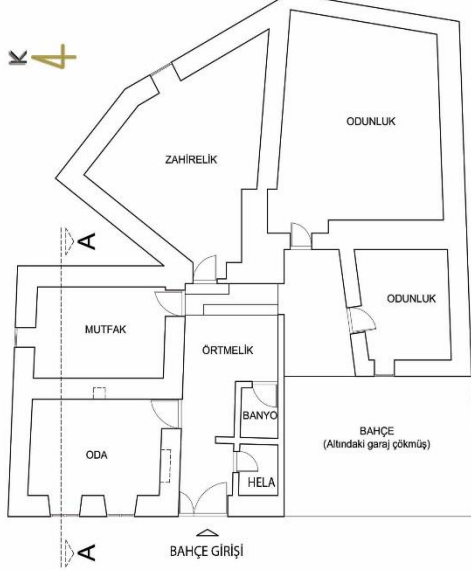 K
ODUNLUK
ZAHİRELİK
A
ODUNLUK
MUTFAK
ÖRTMELİK
BANYO
BAHÇE
(Altındaki garaj çökmüş)
ODA
HELA
A
BAHÇE GİRİŞİ